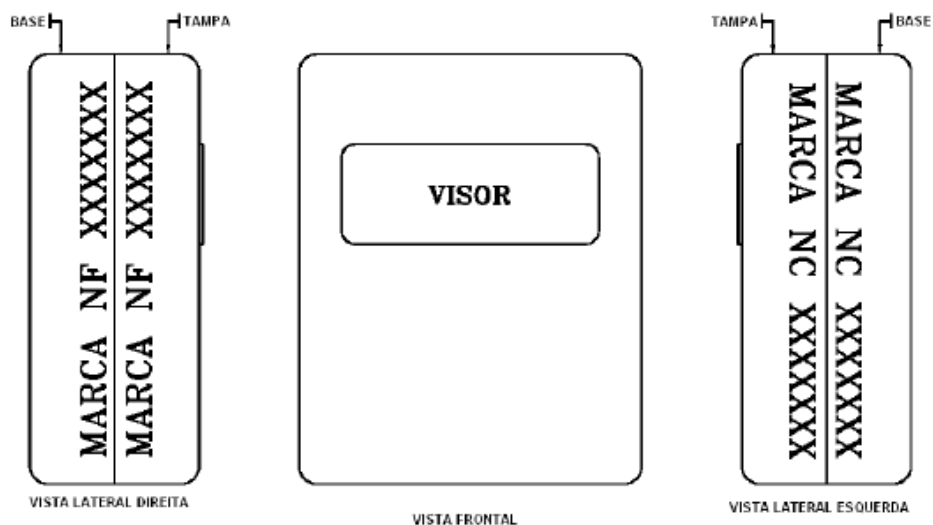 BASE
TAMPA
MARCA NF XXXXXXX
MARCA NF XXXXXXX
VISTA LATERAL DIREITA
VISOR
VISTA FRONTAL
TAMPA
BASE
MARCA NC XXXXXXX
MARCA NC XXXXXXX
VISTA LATERAL ESQUERDA